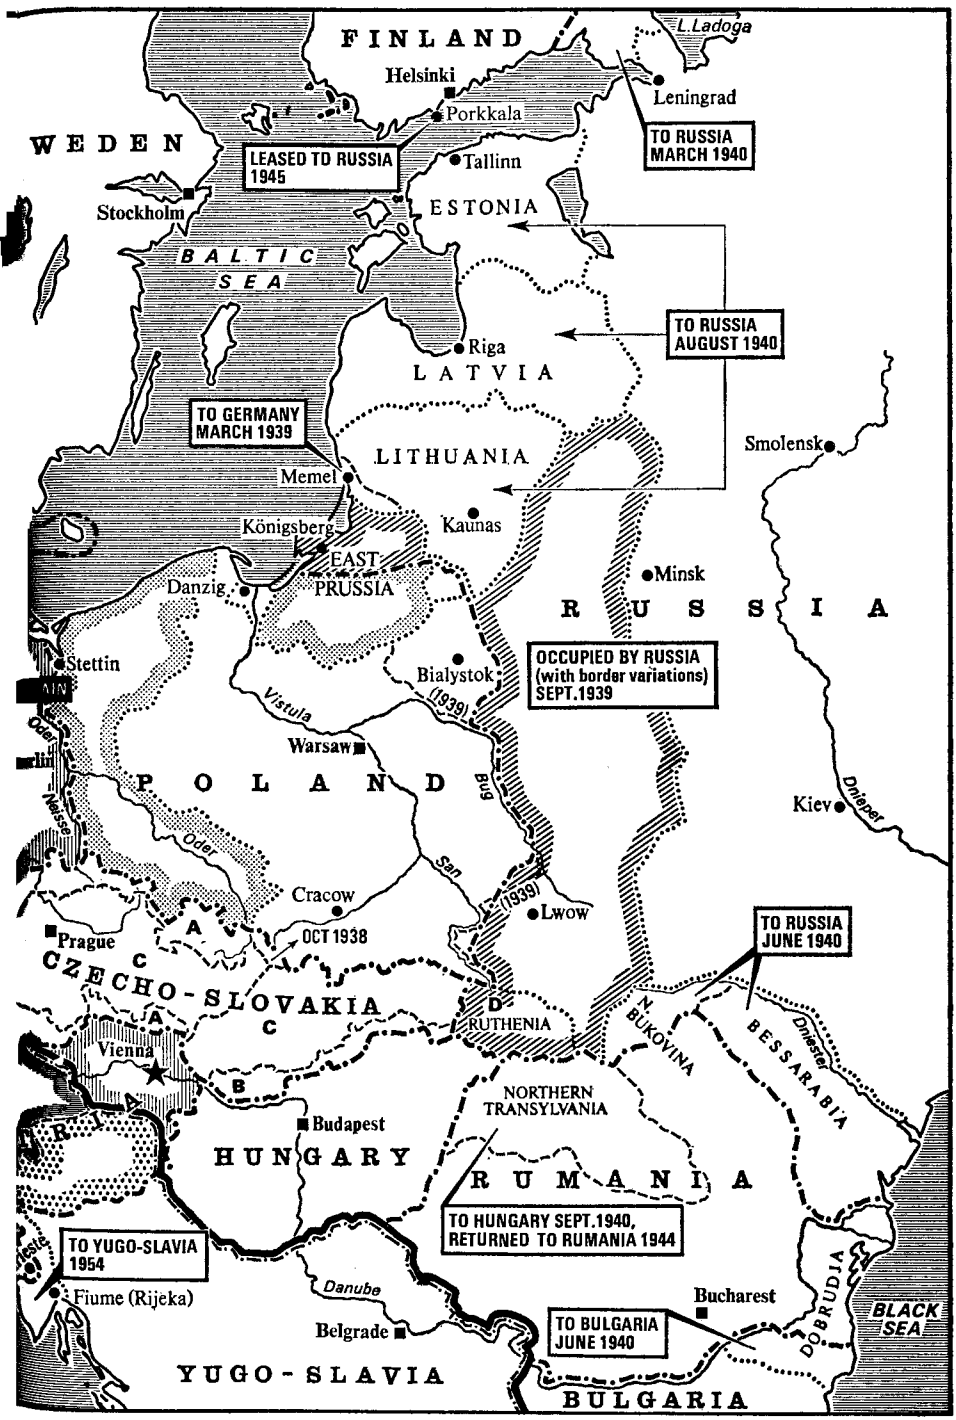 FINLAND
L. Ladoga
Helsinki
Leningrad
Porkkala
WEDEN
LEASED TO RUSSIA
1945
TO RUSSIA
MARCH 1940
Tallinn
Stockholm
ESTONIA
BALTIC
SEA
TO RUSSIA
AUGUST 1940
Riga
LATVIA
TO GERMANY
MARCH 1939
Smolensk
LITHUANIA
Memel
Kaunas
Königsberg
EAST
PRUSSIA
Danzig
Minsk
RUSSIA
Stettin
OCCUPIED BY RUSSIA
(with border variations)
SEPT. 1939
Bialystok
(1939)
AIN
Vistula
Oder
Warsaw
rlin
POLAND
Bug
Neisse
Kiev
Dnieper
Oder
San
Cracow
(1939)
Lwow
A
OCT 1938
TO RUSSIA
JUNE 1940
Prague
C
CZECHO-SLOVAKIA
D
RUTHENIA
A
C
N. BUKOVINA
Dniester
BESSARABIA
Vienna
B
NORTHERN
TRANSYLVANIA
TRIA
Budapest
HUNGARY
RUMANIA
TO HUNGARY SEPT. 1940,
RETURNED TO RUMANIA 1944
TO YUGO-SLAVIA
1954
rieste
Fiume (Rijeka)
Danube
Belgrade
Bucharest
TO BULGARIA
JUNE 1940
DOBRUDJA
BLACK
SEA
YUGO-SLAVIA
BULGARIA